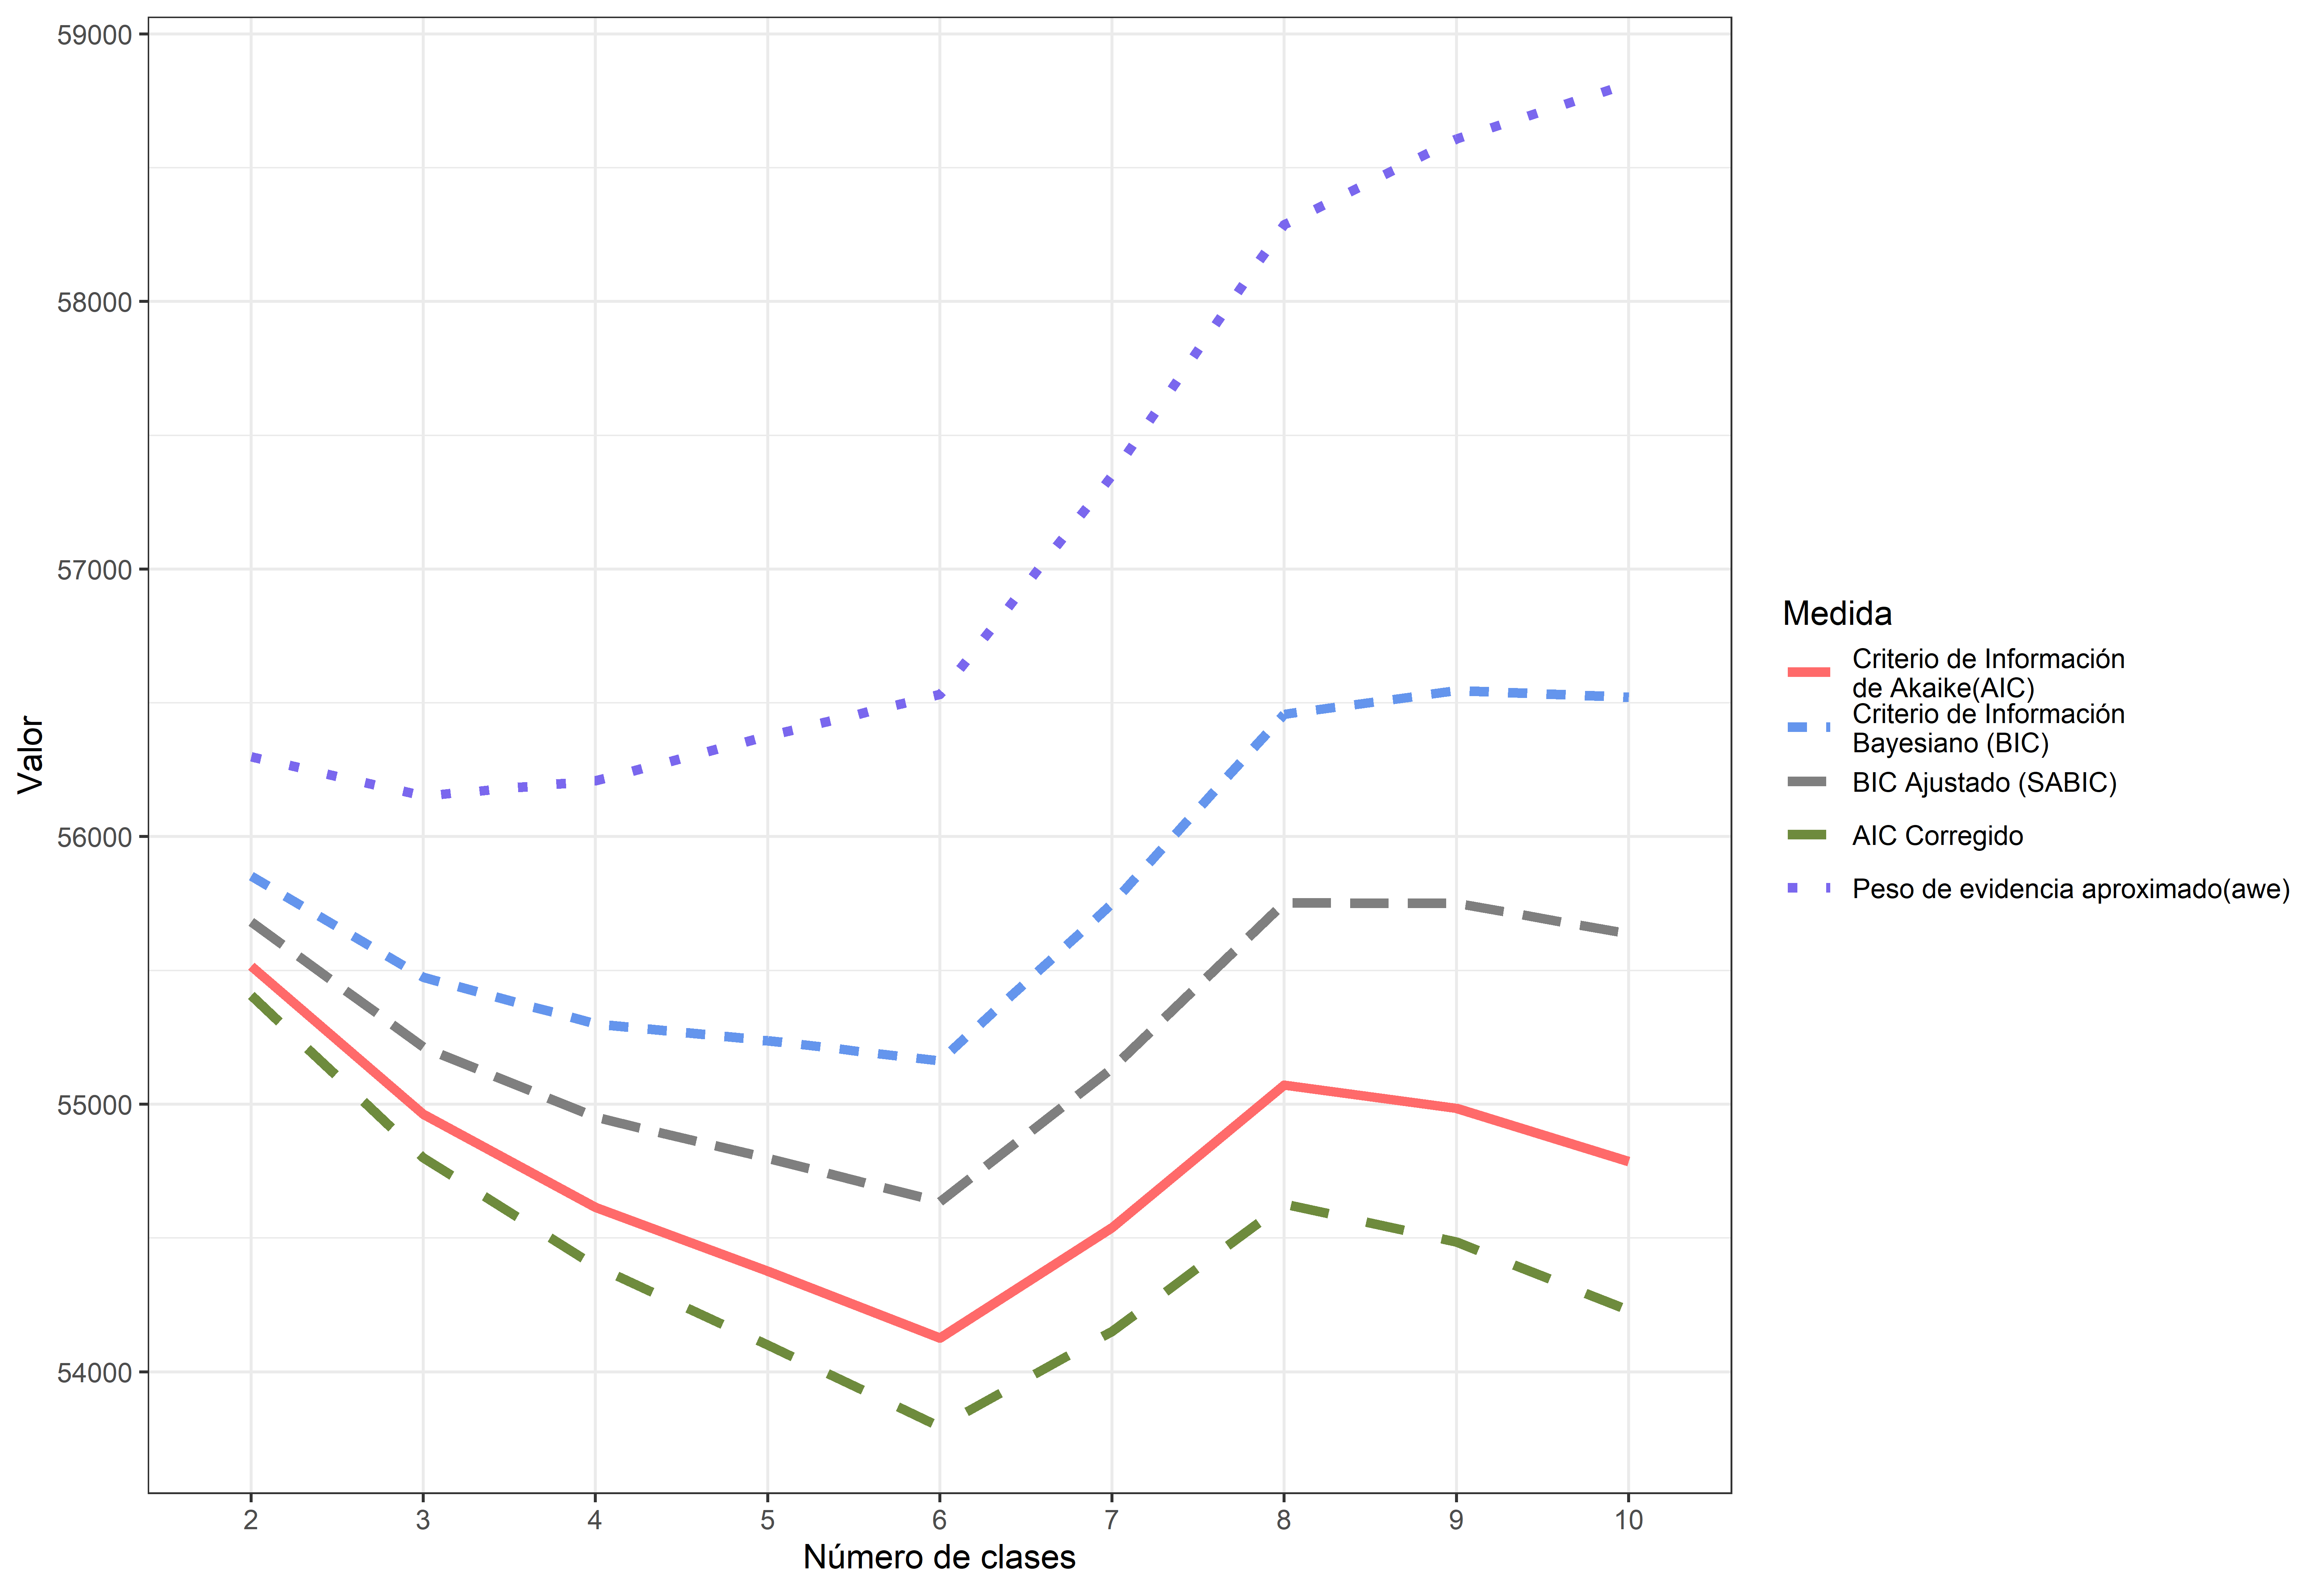 59000
58000
57000
56000
55000
54000
Valor
2 3 4 5 6 7 8 9 10
Número de clases
Medida
Criterio de Información
de Akaike(AIC)
Criterio de Información
Bayesiano (BIC)
BIC Ajustado (SABIC)
AIC Corregido
Peso de evidencia aproximado(awe)